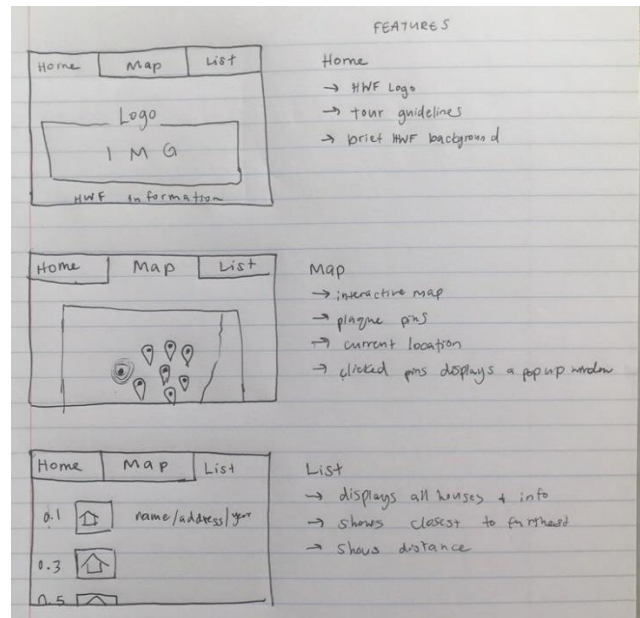 FEATURES
Home Map List
Logo
IMG
HWF information
Home
→ HWF Logo
→ tour guidelines
→ brief HWF background
Home Map List
Map
→ interactive map
→ plaque pins
→ current location
→ clicked pins displays a pop up window
Home Map List
0.1 name/address/year
0.3
0.5
List
→ displays all houses + info
→ shows closest to furthest
→ shows distance